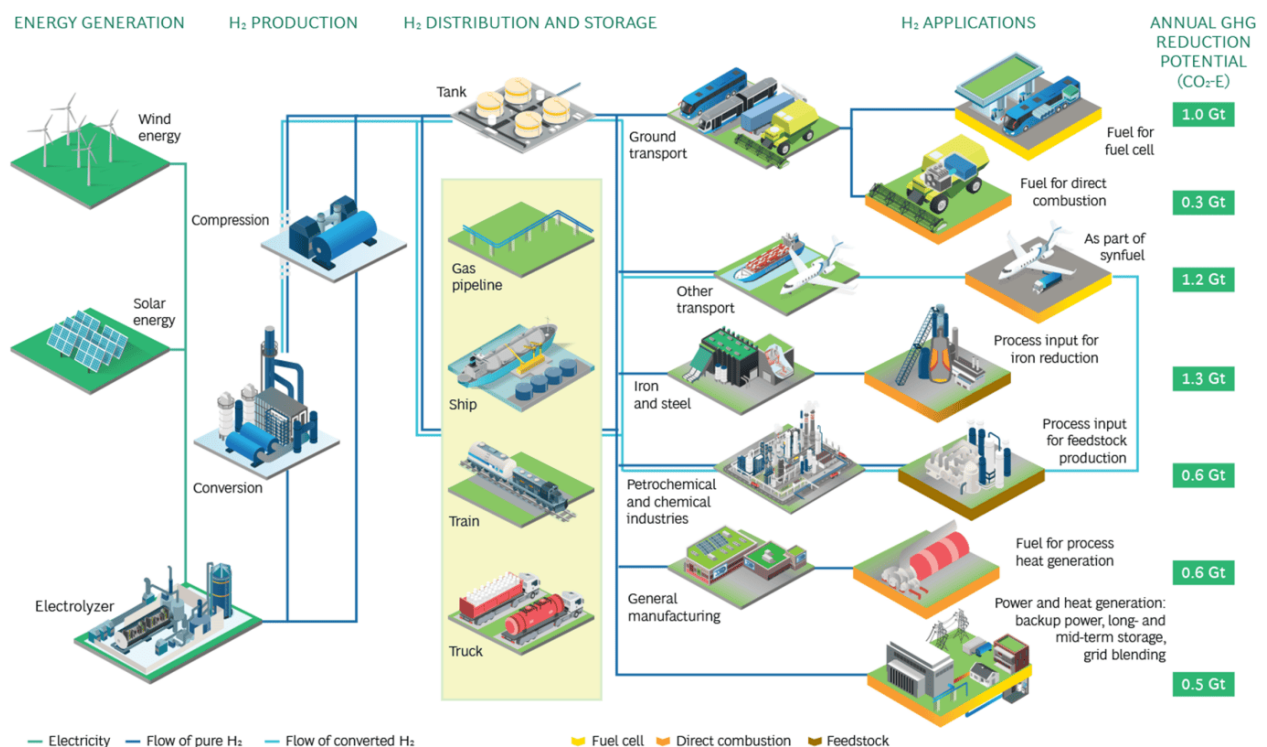 ENERGY GENERATION
H₂ PRODUCTION
H₂ DISTRIBUTION AND STORAGE
H₂ APPLICATIONS
ANNUAL GHG
REDUCTION
POTENTIAL
(CO₂-E)
Wind
energy
Solar
energy
Electrolyzer
Compression
Conversion
Tank
Gas
pipeline
Ship
Train
Truck
Ground
transport
Other
transport
Iron
and steel
Petrochemical
and chemical
industries
General
manufacturing
Fuel for
fuel cell
1.0 Gt
Fuel for direct
combustion
0.3 Gt
As part of
synfuel
1.2 Gt
Process input for
iron reduction
1.3 Gt
Process input
for feedstock
production
0.6 Gt
Fuel for process
heat generation
0.6 Gt
Power and heat generation:
backup power, long- and
mid-term storage,
grid blending
0.5 Gt
Electricity
Flow of pure H₂
Flow of converted H₂
Fuel cell
Direct combustion
Feedstock